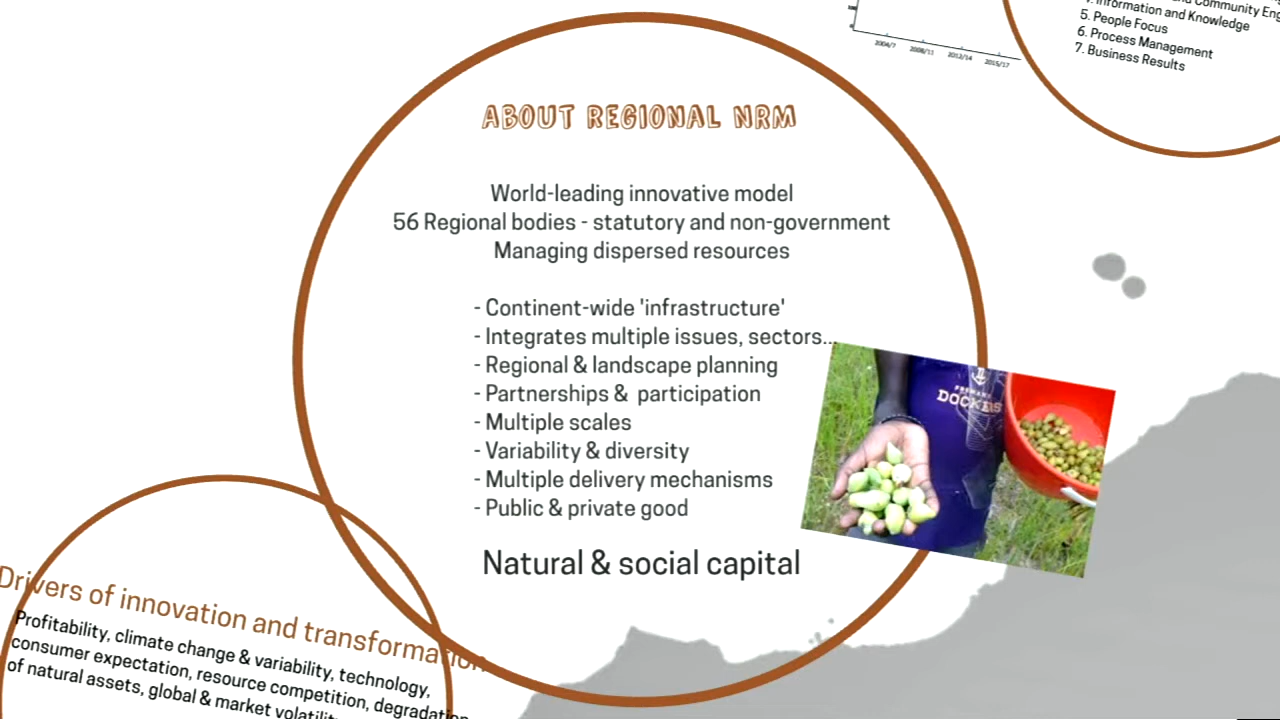 2004/7 2008/11 2012/14 2015/17
Community Eng
Information and Knowledge
5. People Focus
6. Process Management
7. Business Results
ABOUT REGIONAL NRM
World-leading innovative model
56 Regional bodies - statutory and non-government
Managing dispersed resources
- Continent-wide 'infrastructure'
- Integrates multiple issues, sectors...
- Regional & landscape planning
- Partnerships & participation
- Multiple scales
- Variability & diversity
- Multiple delivery mechanisms
- Public & private good
Natural & social capital
DOCKERS
Drivers of innovation and transformation
Profitability, climate change & variability, technology,
consumer expectation, resource competition, degradation
of natural assets, global & market